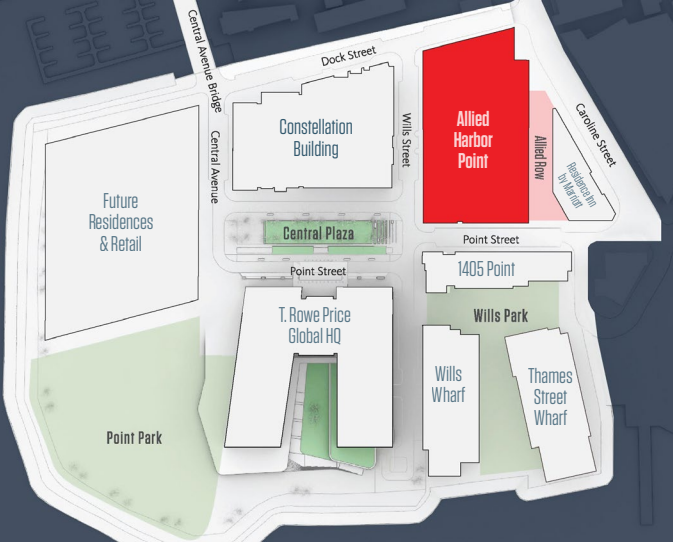 Central Avenue Bridge
Dock Street
Constellation
Building
Wills Street
Allied
Harbor
Point
Allied Row
Caroline Street
Residence Inn
by Marriott
Central Avenue
Future
Residences
& Retail
Central Plaza
Point Street
Point Street
1405 Point
T. Rowe Price
Global HQ
Wills Park
Wills
Wharf
Thames
Street
Wharf
Point Park